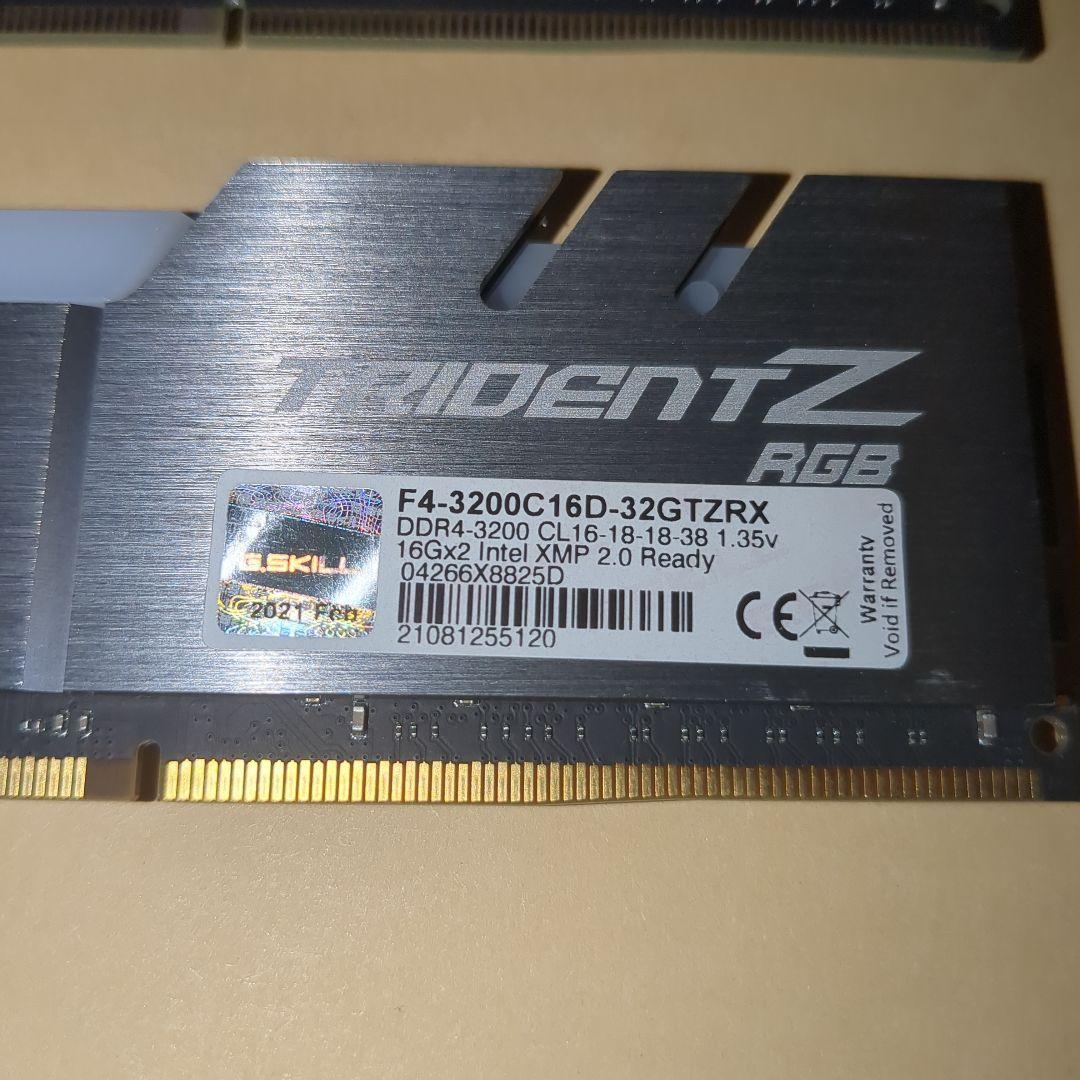 TRIDENTZ
RGB
G.SKILL
2021 Feb
F4-3200C16D-32GTZRX
DDR4-3200 CL16-18-18-38 1.35v
16Gx2 Intel XMP 2.0 Ready
04266X8825D
21081255120
CE
Warranty
Void if Removed